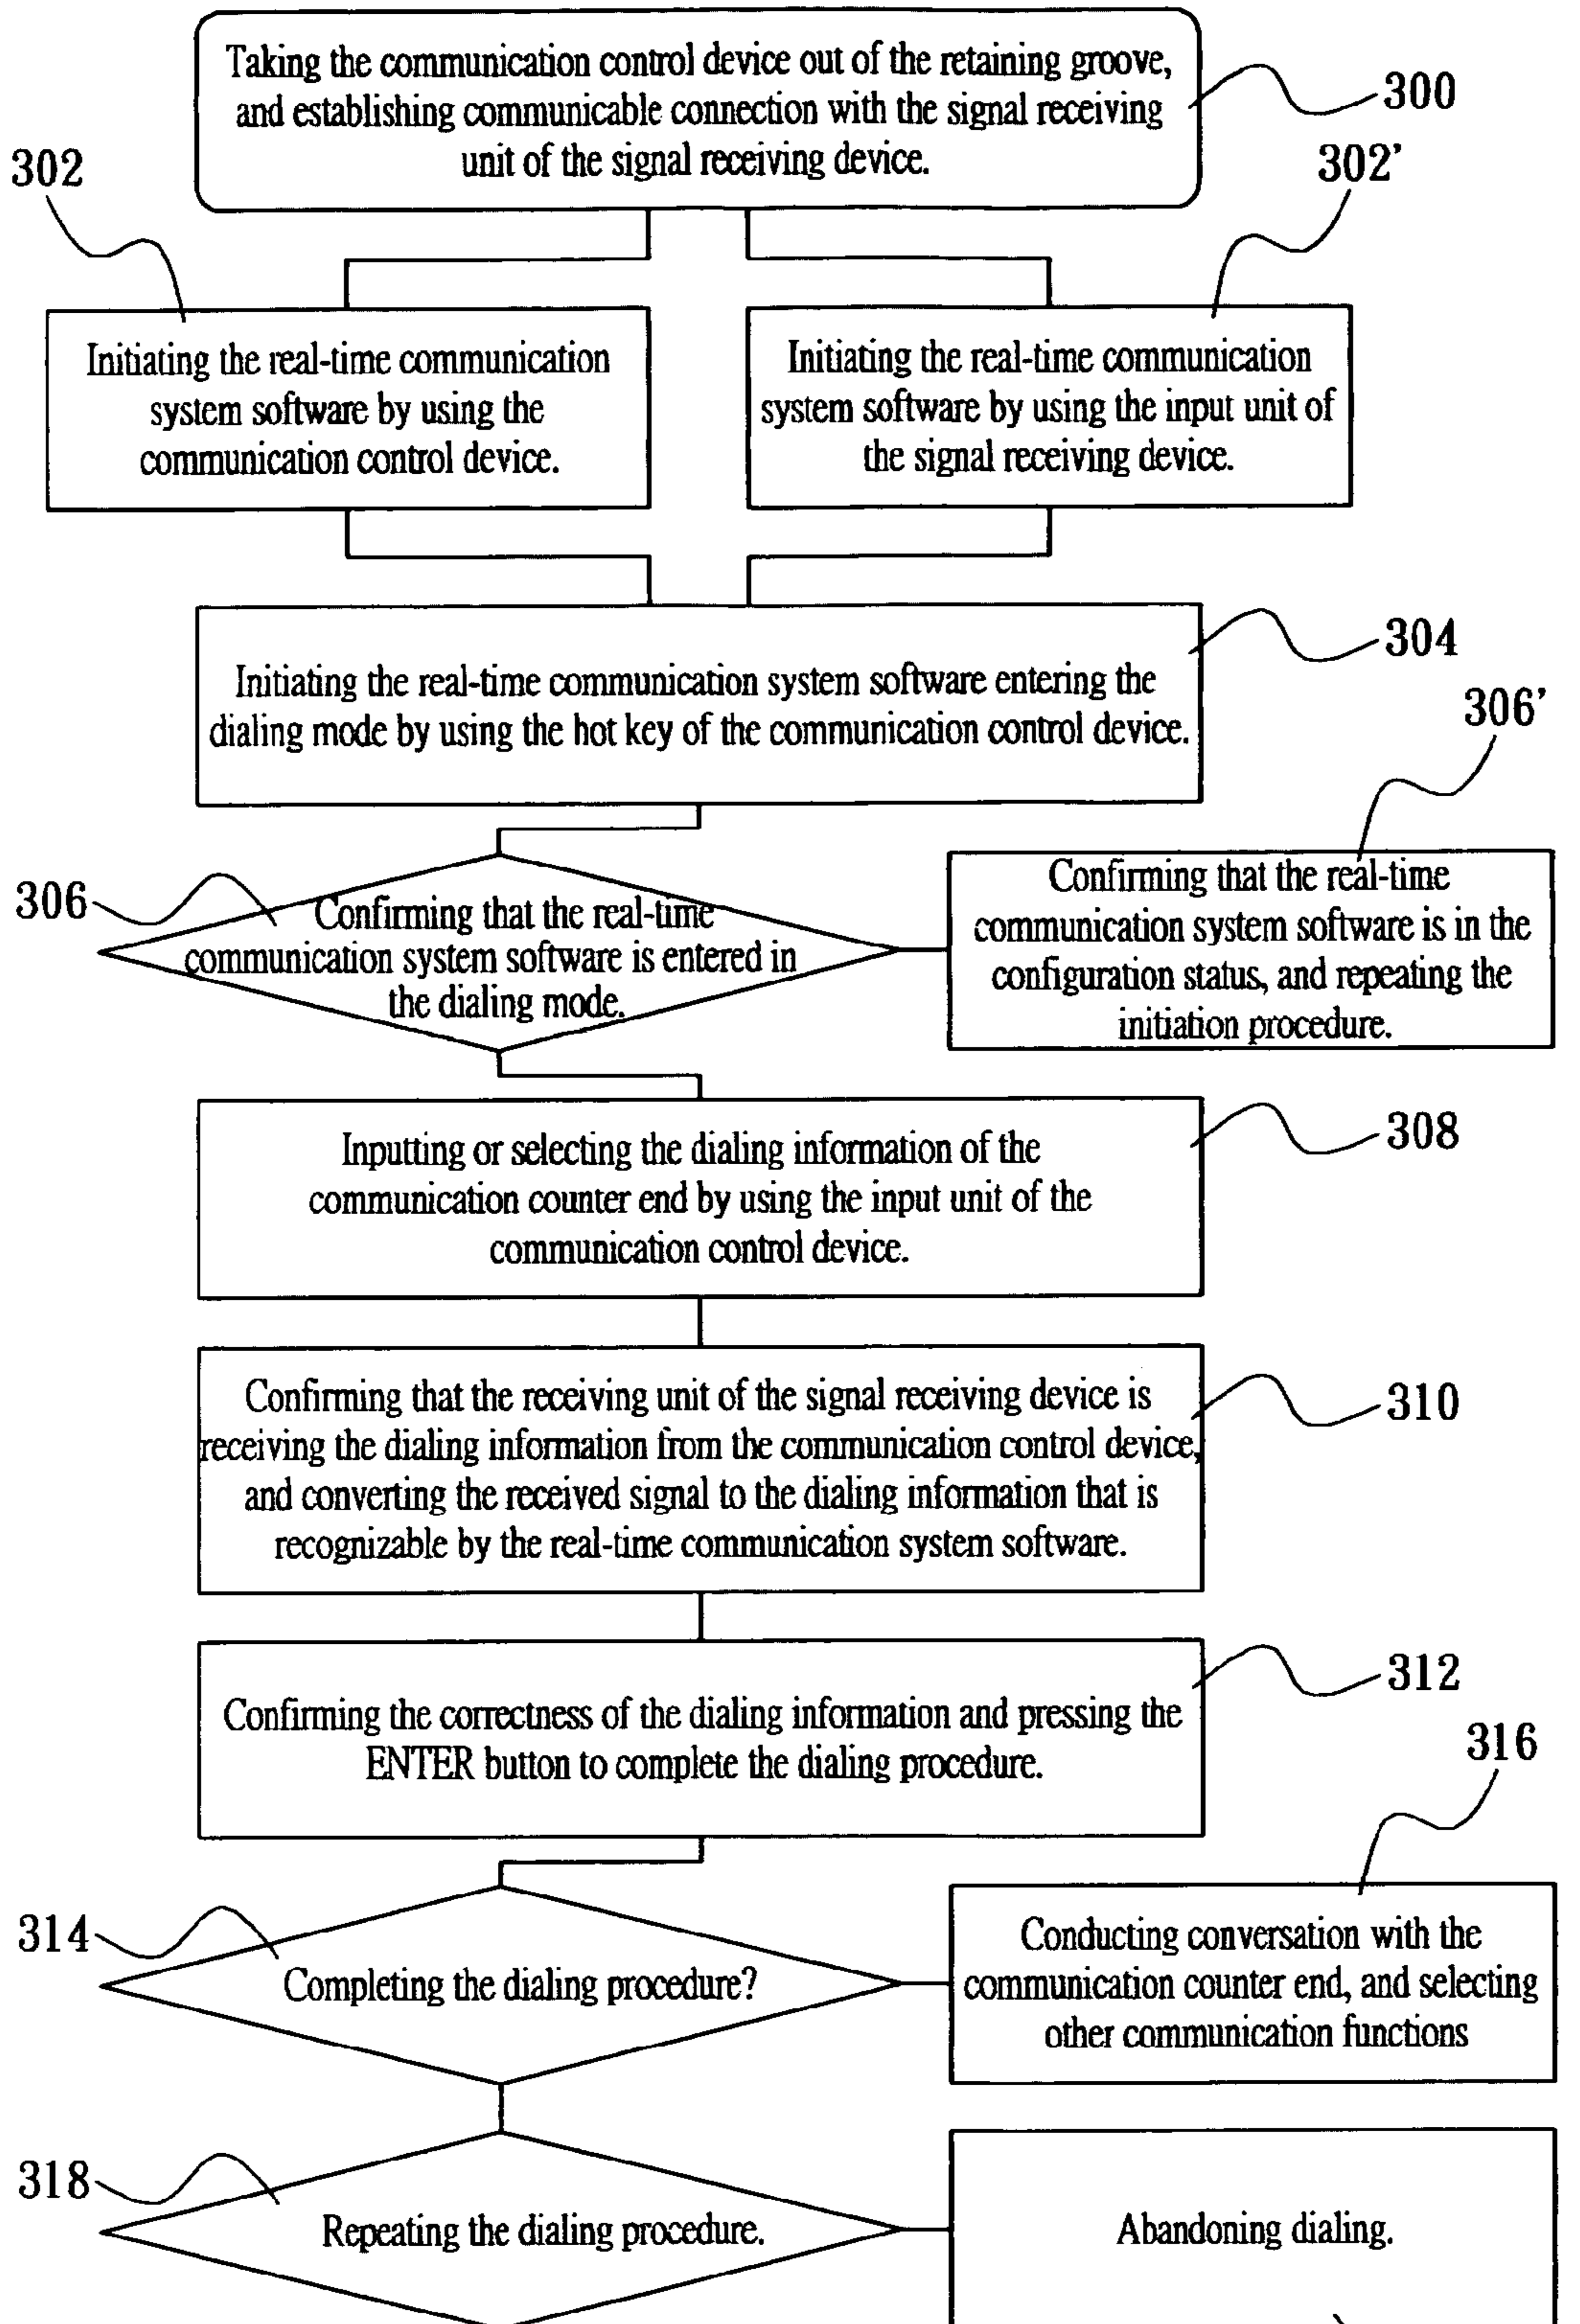 Taking the communication control device out of the retaining groove,
and establishing communicable connection with the signal receiving
unit of the signal receiving device.
300
302
302’
Initiating the real-time communication
system software by using the
communication control device.
Initiating the real-time communication
system software by using the input unit of
the signal receiving device.
304
Initiating the real-time communication system software entering the
dialing mode by using the hot key of the communication control device.
306’
306
Confirming that the real-time
communication system software is entered in
the dialing mode.
Confirming that the real-time
communication system software is in the
configuration status, and repeating the
initiation procedure.
308
Inputting or selecting the dialing information of the
communication counter end by using the input unit of the
communication control device.
310
Confirming that the receiving unit of the signal receiving device is
receiving the dialing information from the communication control device,
and converting the received signal to the dialing information that is
recognizable by the real-time communication system software.
312
Confirming the correctness of the dialing information and pressing the
ENTER button to complete the dialing procedure.
316
314
Completing the dialing procedure?
Conducting conversation with the
communication counter end, and selecting
other communication functions
318
Repeating the dialing procedure.
Abandoning dialing.